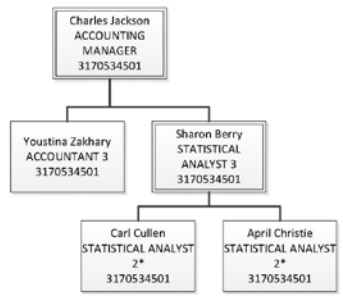 Charles Jackson
ACCOUNTING
MANAGER
3170534501
Youstina Zakhary
ACCOUNTANT 3
3170534501
Sharon Berry
STATISTICAL
ANALYST 3
3170534501
Carl Cullen
STATISTICAL ANALYST
2*
3170534501
April Christie
STATISTICAL ANALYST
2*
3170534501